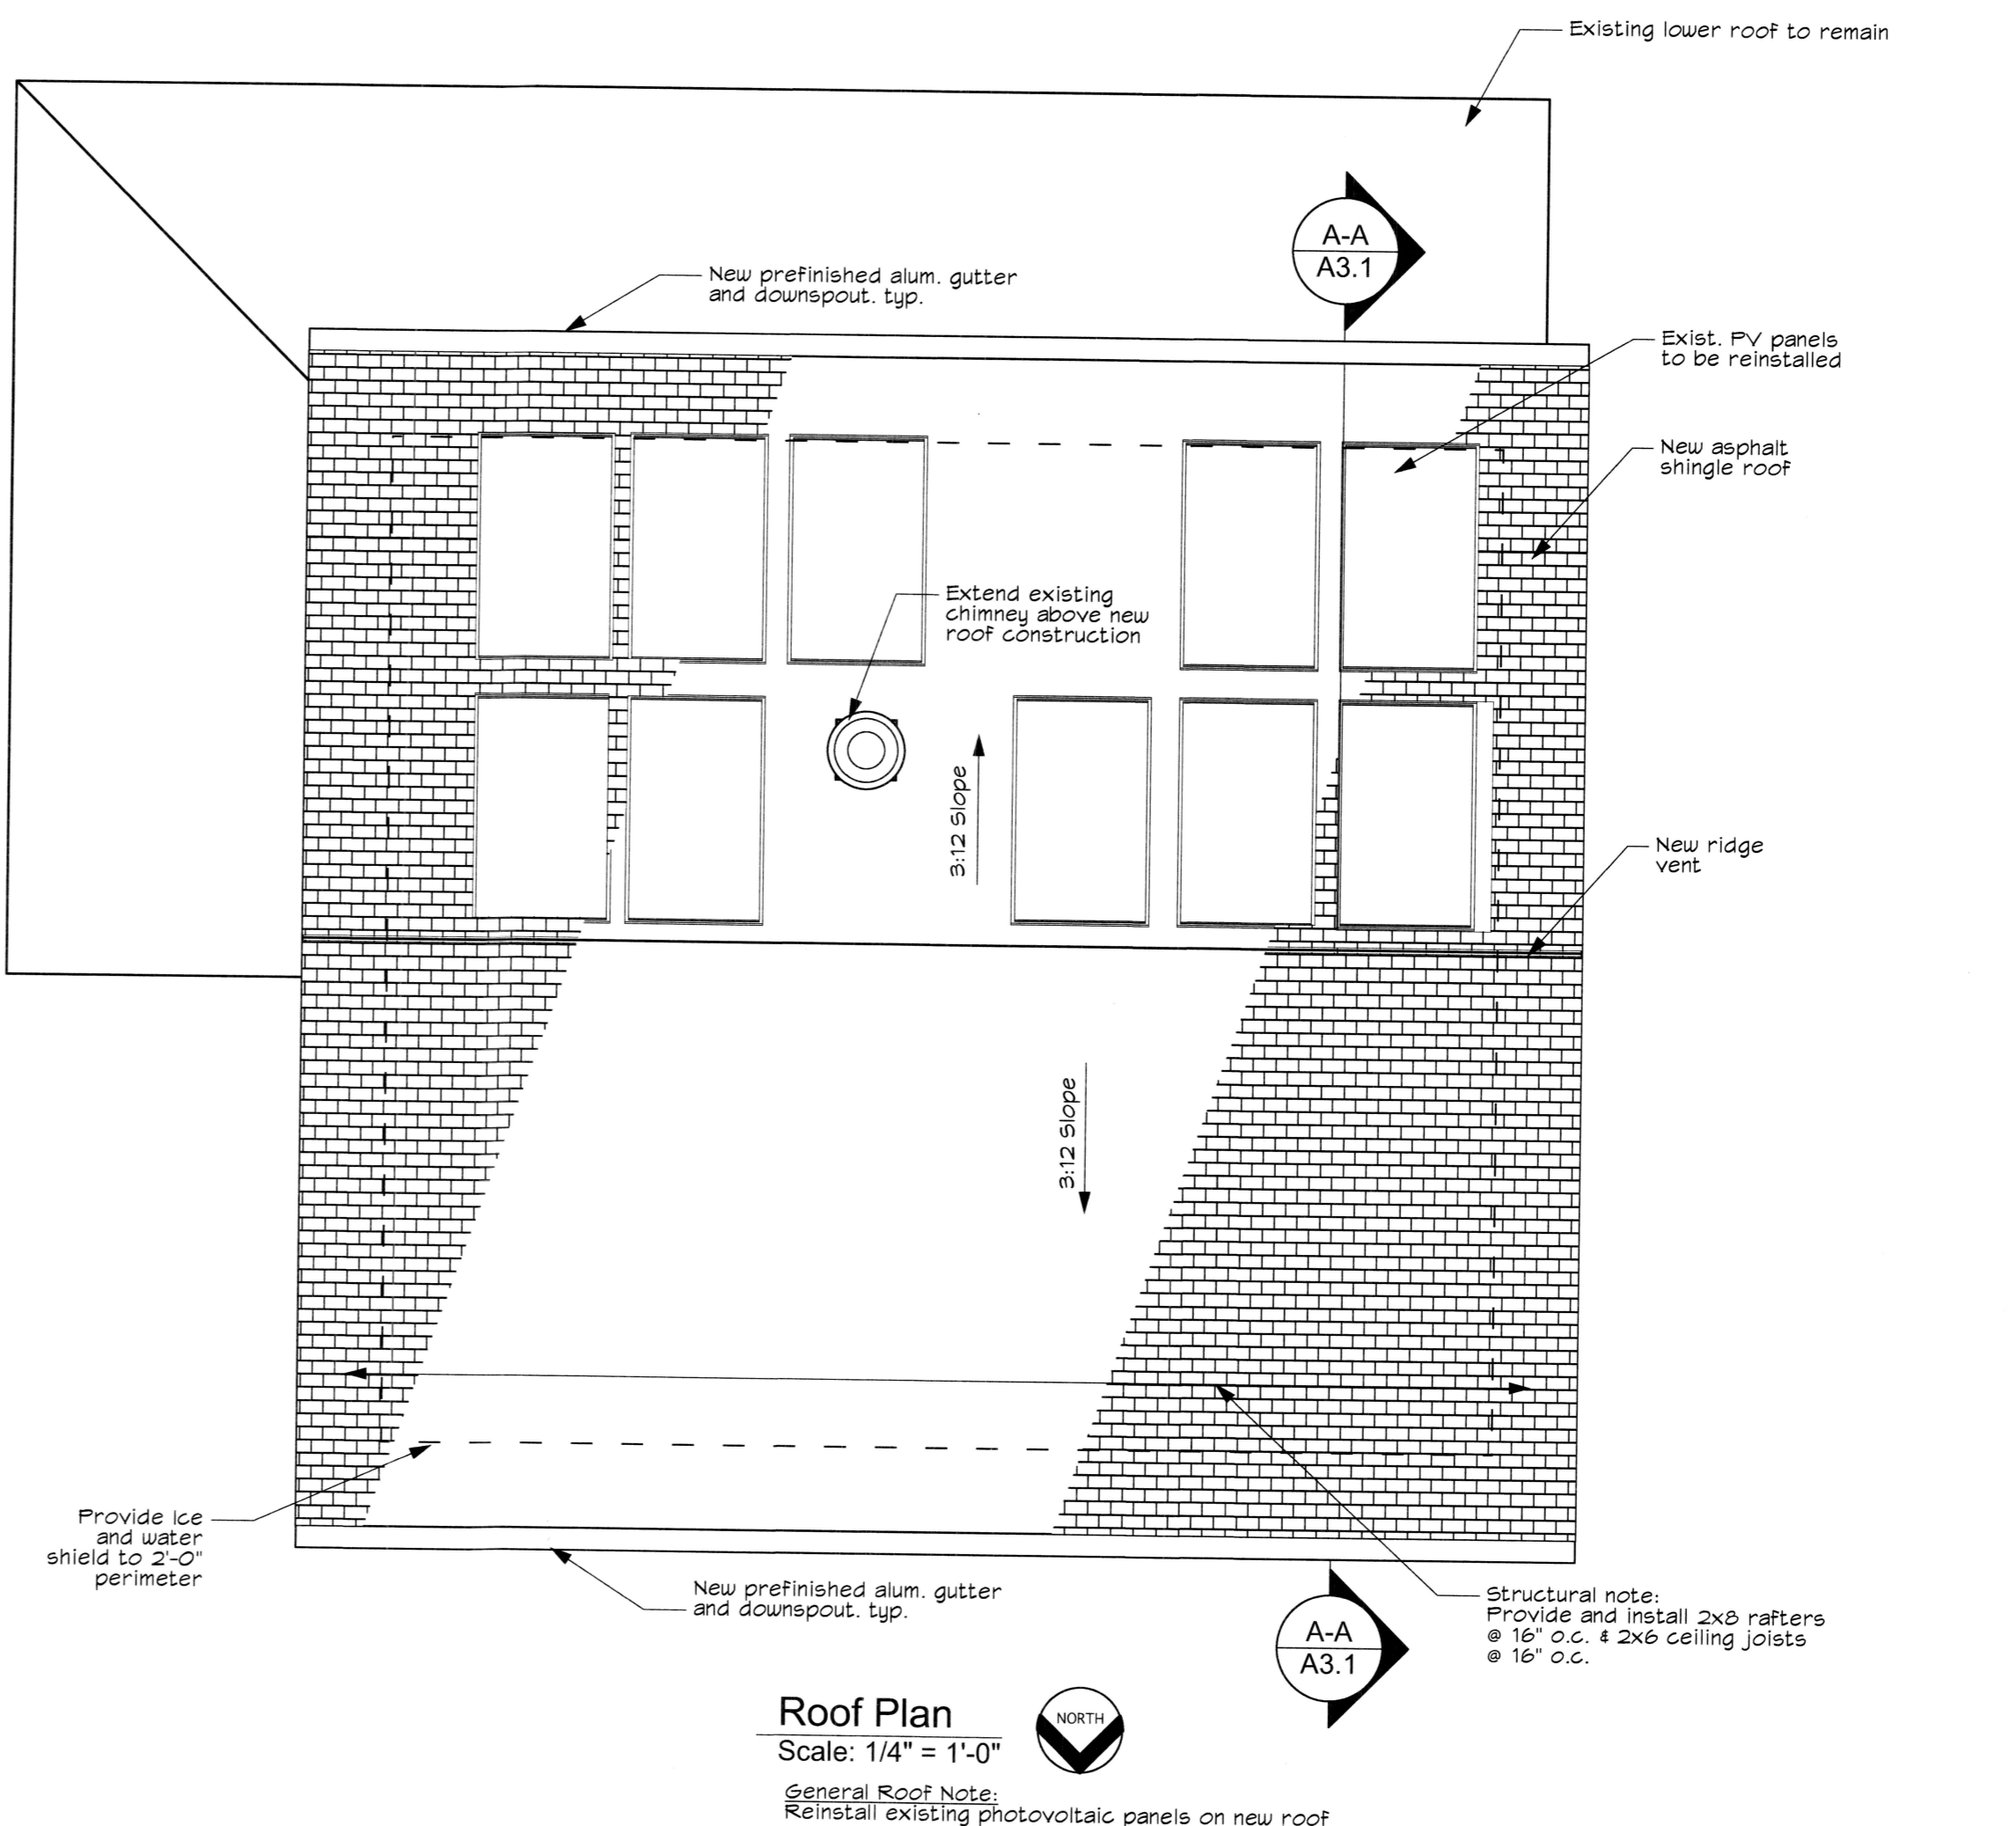 Existing lower roof to remain
A-A
A3.1
New prefinished alum. gutter
and downspout. typ.
Exist. PV panels
to be reinstalled
New asphalt
shingle roof
Extend existing
chimney above new
roof construction
3:12 Slope
New ridge
vent
3:12 Slope
Provide Ice
and water
shield to 2'-0"
perimeter
New prefinished alum. gutter
and downspout. typ.
Structural note:
Provide and install 2x8 rafters
@ 16" o.c. & 2x6 ceiling joists
@ 16" o.c.
A-A
A3.1
Roof Plan
Scale: 1/4" = 1'-0"
NORTH
General Roof Note:
Reinstall existing photovoltaic panels on new roof